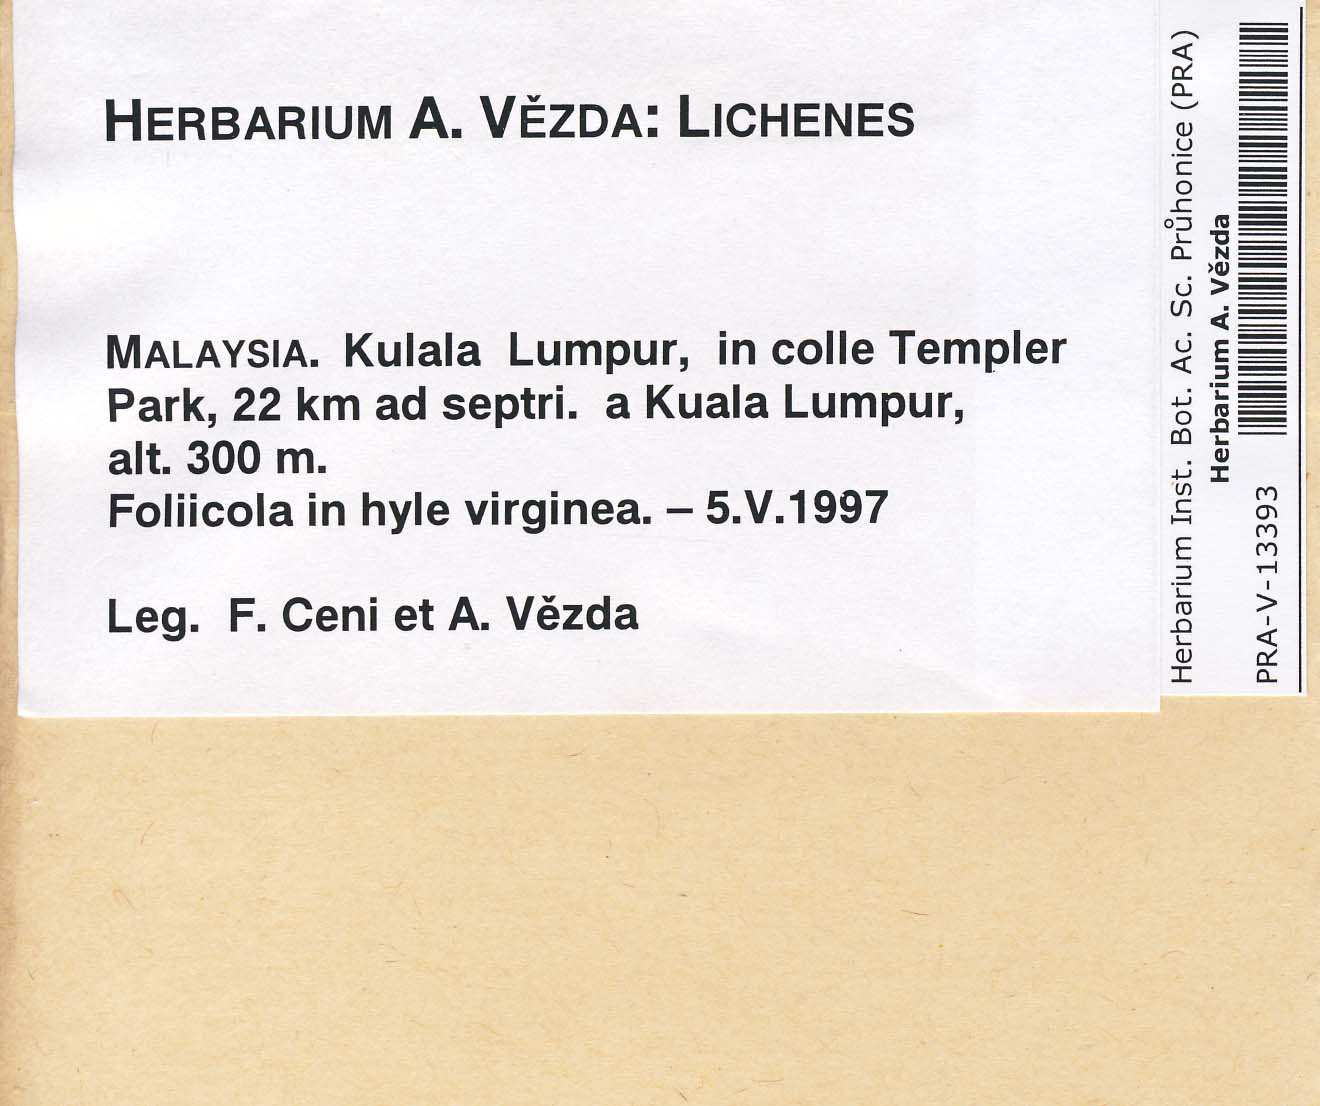 HERBARIUM A. VĚZDA: LICHENES
MALAYSIA. Kulala Lumpur, in colle Templer
Park, 22 km ad septri. a Kuala Lumpur,
alt. 300 m.
Foliicola in hyle virginea. – 5.V.1997
Leg. F. Ceni et A. Vězda
Herbarium Inst. Bot. Ac. Sc. Průhonice (PRA)
Herbarium A. Vězda
PRA-V-13393